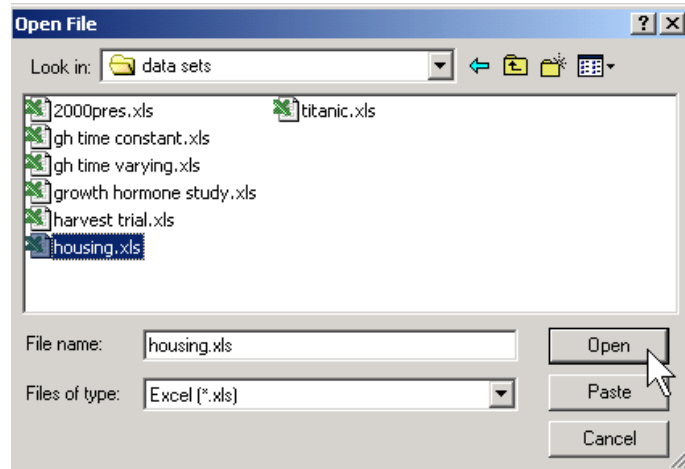 Open File
Look in: data sets
2000pres.xls titanic.xls
gh time constant.xls
gh time varying.xls
growth hormone study.xls
harvest trial.xls
housing.xls
File name: housing.xls Open
Files of type: Excel (*.xls) Paste
Cancel